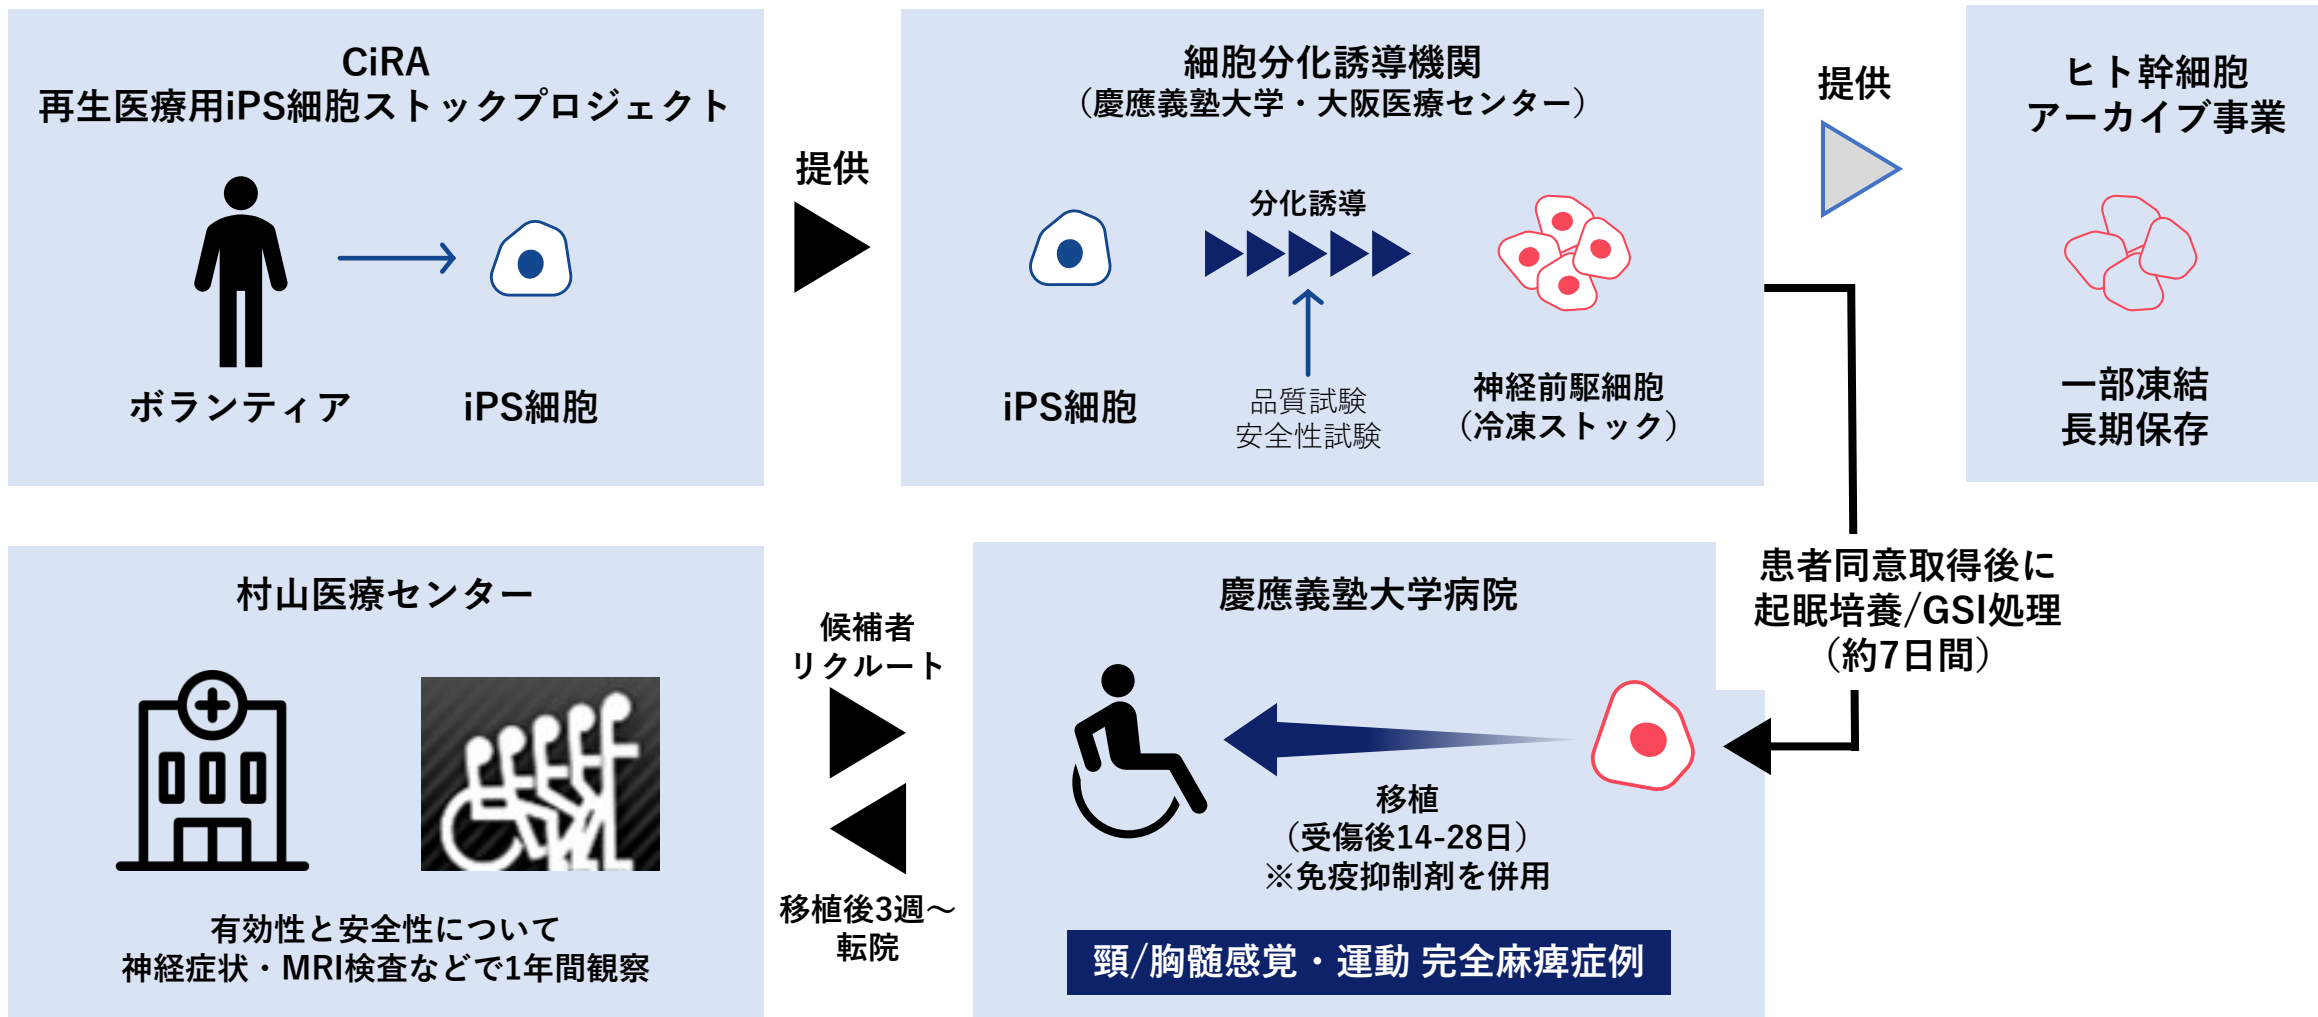 CiRA
再生医療用iPS細胞ストックプロジェクト
ボランティア
iPS細胞
提供
細胞分化誘導機関
（慶應義塾大学・大阪医療センター）
分化誘導
iPS細胞
品質試験
安全性試験
神経前駆細胞
（冷凍ストック）
提供
ヒト幹細胞
アーカイブ事業
一部凍結
長期保存
患者同意取得後に
起眠培養/GSI処理
（約7日間）
村山医療センター
有効性と安全性について
神経症状・MRI検査などで1年間観察
候補者
リクルート
移植後3週～
転院
慶應義塾大学病院
移植
（受傷後14-28日）
※免疫抑制剤を併用
頸/胸髄感覚・運動 完全麻痺症例